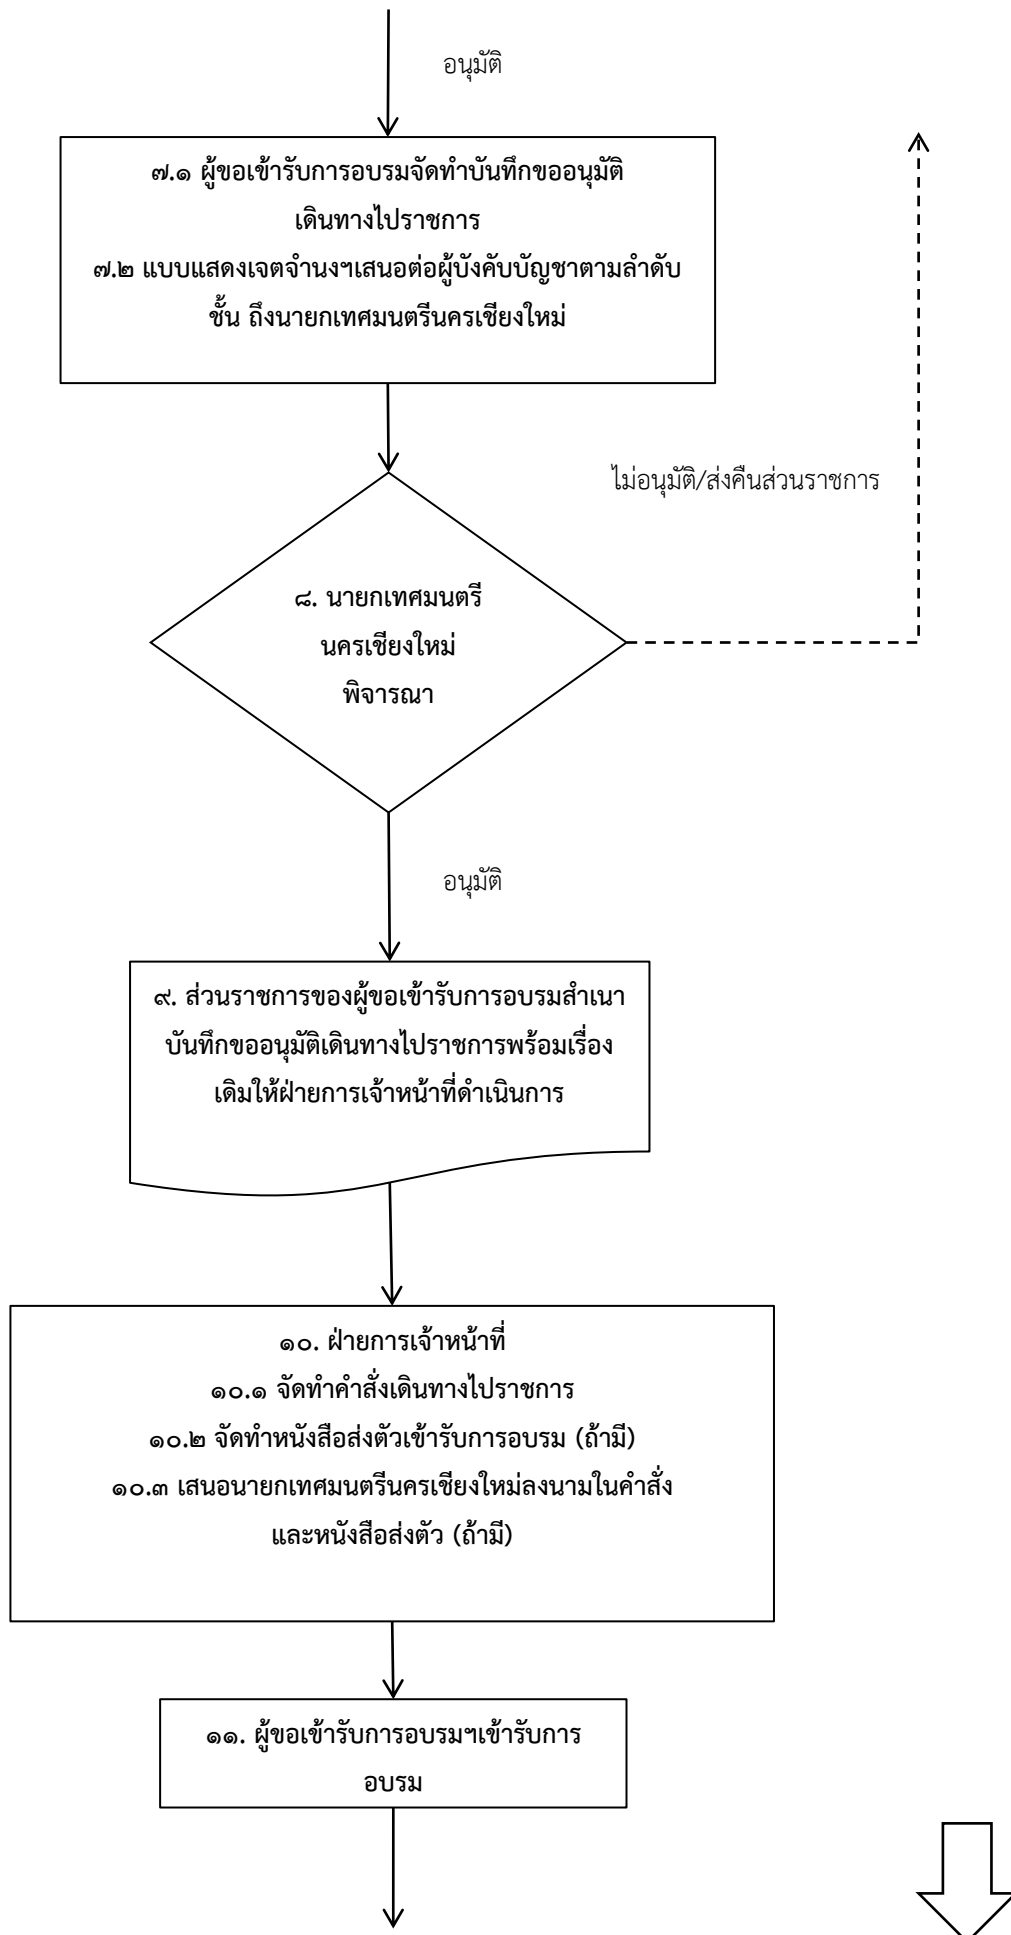 อนุมัติ
๗.๑ ผู้ขอเข้ารับการอบรมจัดทำบันทึกขออนุมัติ
เดินทางไปราชการ
๗.๒ แบบแสดงเจตจำนงฯเสนอต่อผู้บังคับบัญชาตามลำดับ
ชั้น ถึงนายกเทศมนตรีนครเชียงใหม่
ไม่อนุมัติ/ส่งคืนส่วนราชการ
๘. นายกเทศมนตรี
นครเชียงใหม่
พิจารณา
อนุมัติ
๙. ส่วนราชการของผู้ขอเข้ารับการอบรมสำเนา
บันทึกขออนุมัติเดินทางไปราชการพร้อมเรื่อง
เดิมให้ฝ่ายการเจ้าหน้าที่ดำเนินการ
๑๐. ฝ่ายการเจ้าหน้าที่
๑๐.๑ จัดทำคำสั่งเดินทางไปราชการ
๑๐.๒ จัดทำหนังสือส่งตัวเข้ารับการอบรม (ถ้ามี)
๑๐.๓ เสนอนายกเทศมนตรีนครเชียงใหม่ลงนามในคำสั่ง
และหนังสือส่งตัว (ถ้ามี)
๑๑. ผู้ขอเข้ารับการอบรมฯเข้ารับการ
อบรม